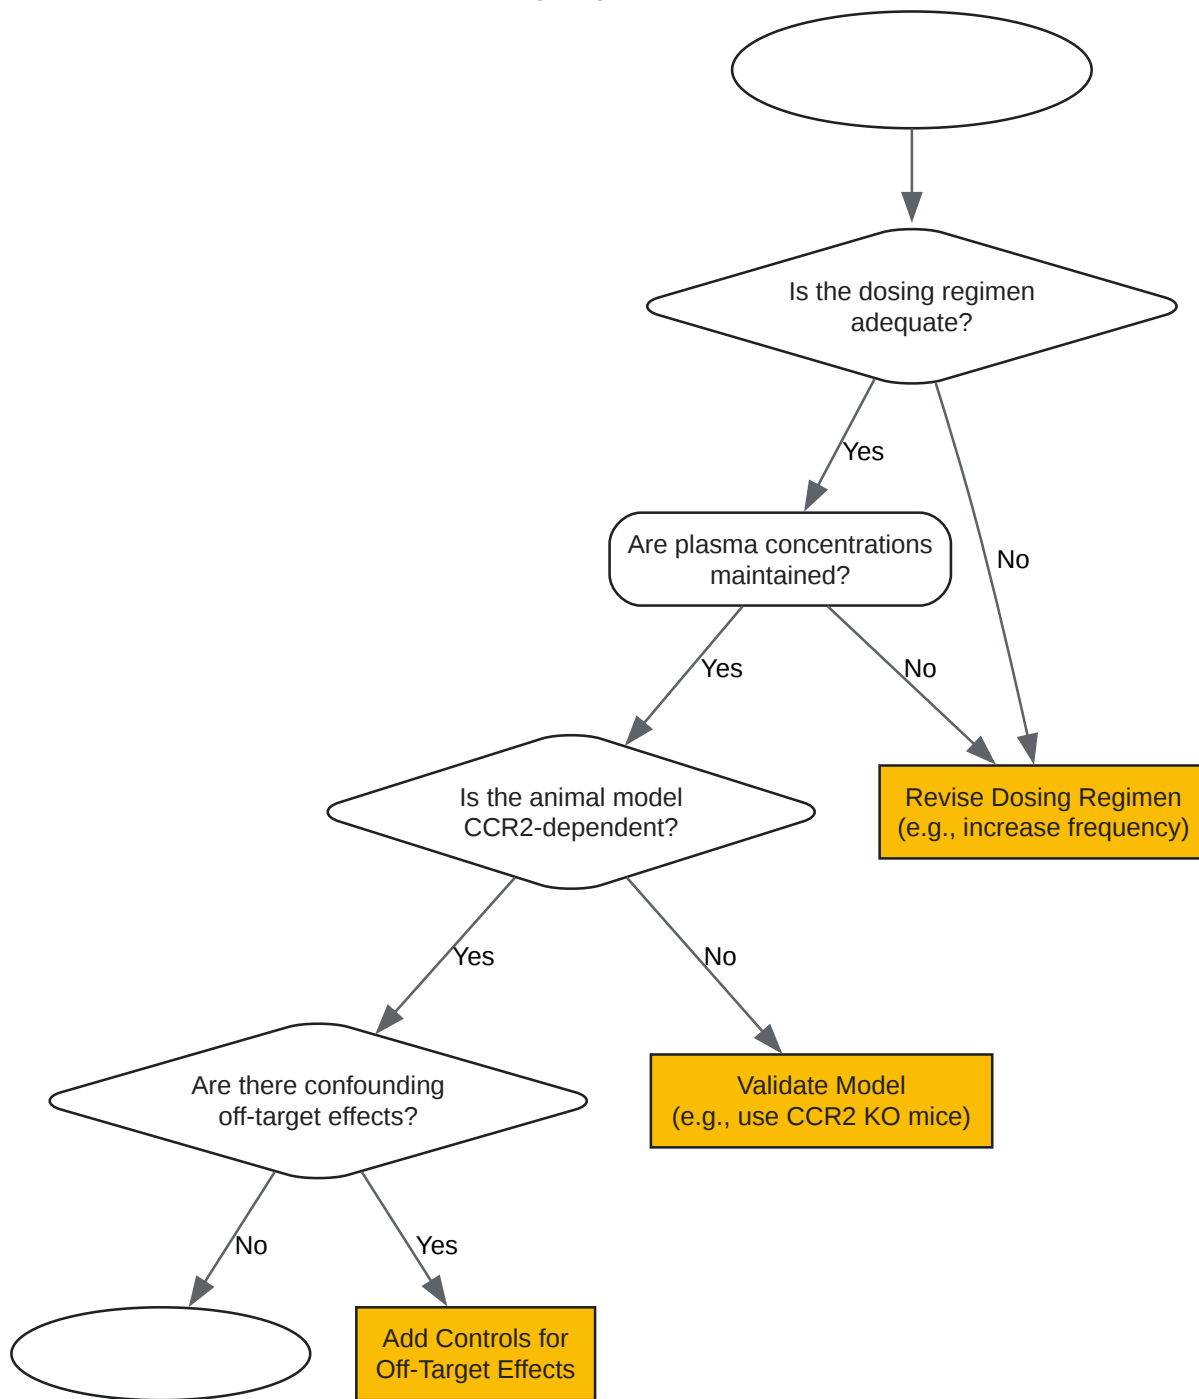 Is the dosing regimen
adequate?
Yes
No
Are plasma concentrations
maintained?
Yes
No
Is the animal model
CCR2-dependent?
Revise Dosing Regimen
(e.g., increase frequency)
Yes
No
Are there confounding
off-target effects?
Validate Model
(e.g., use CCR2 KO mice)
No
Yes
Add Controls for
Off-Target Effects